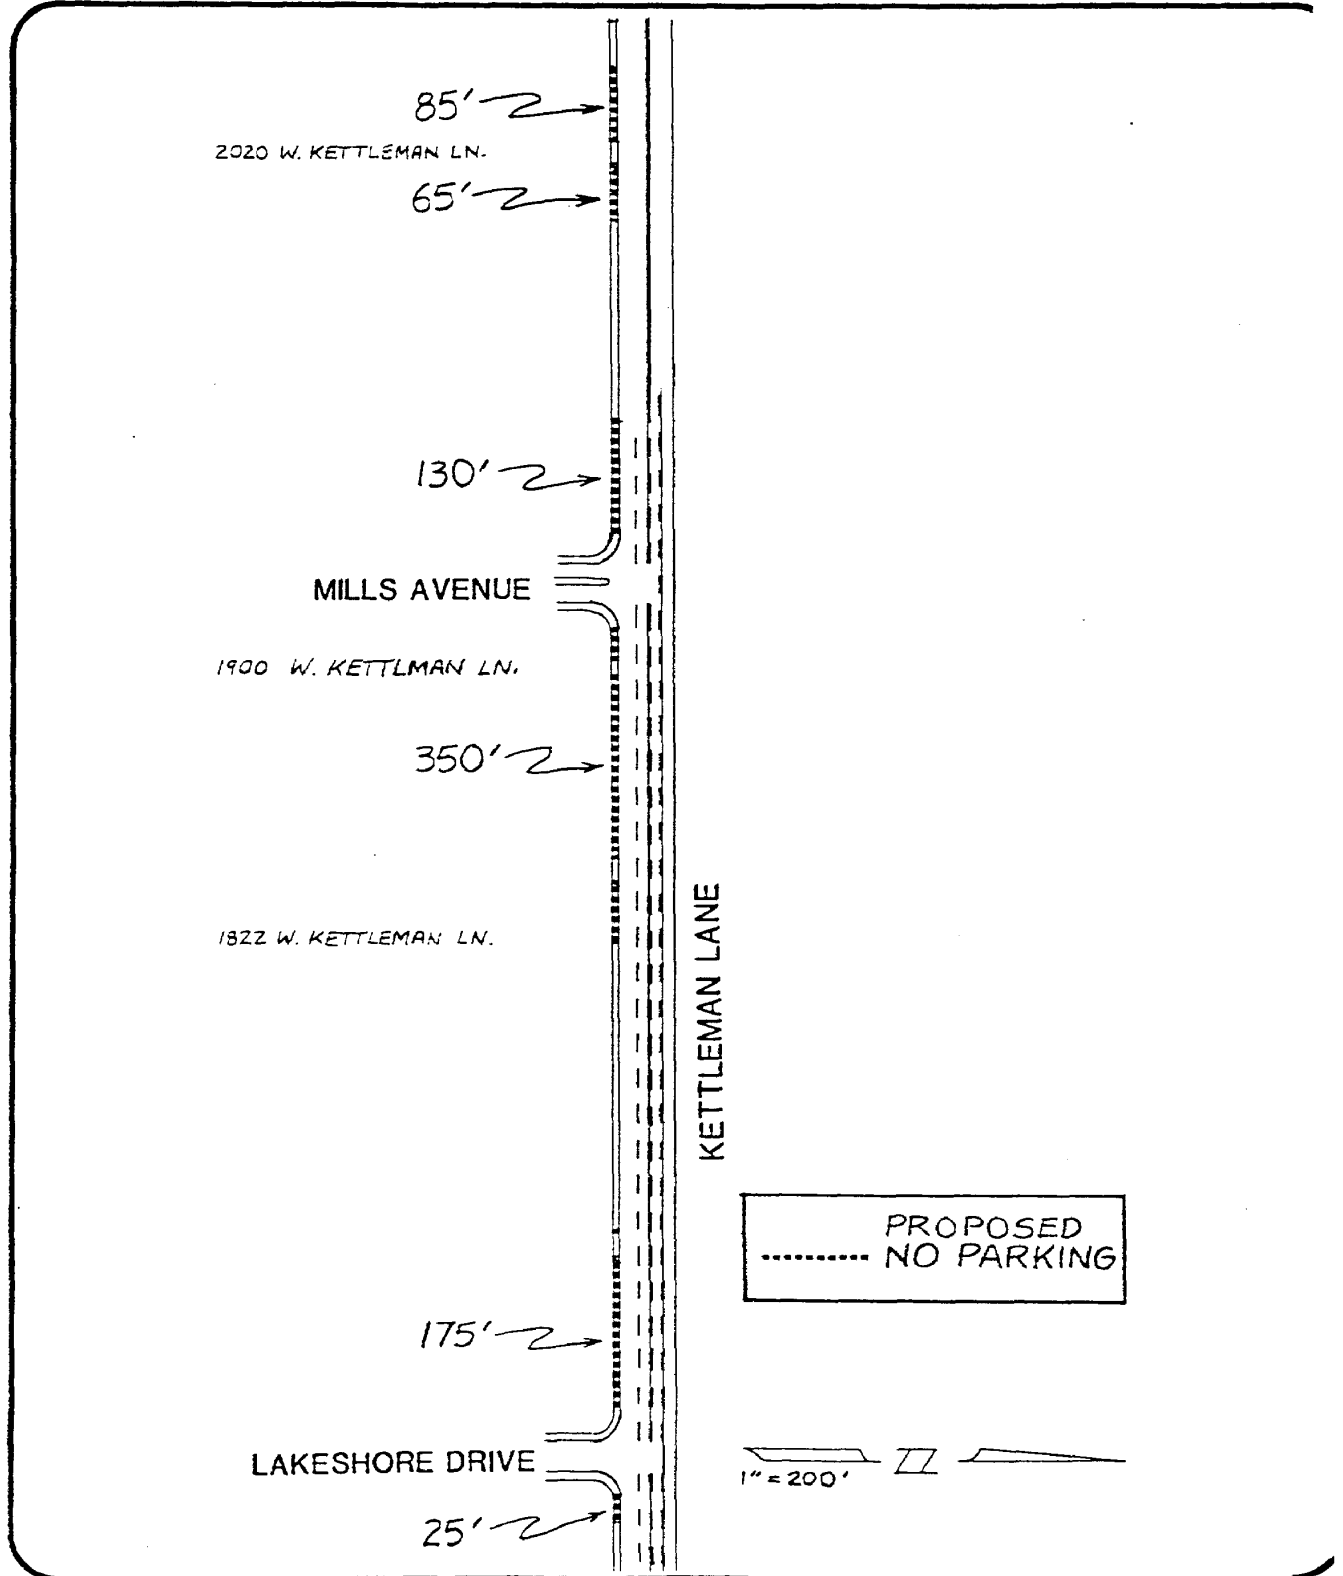 85'
2020 W. KETTLEMAN LN.
65'
130'
MILLS AVENUE
1900 W. KETTLMAN LN.
350'
1822 W. KETTLEMAN LN.
KETTLEMAN LANE
PROPOSED
NO PARKING
175'
LAKESHORE DRIVE
Z
1" = 200'
25'